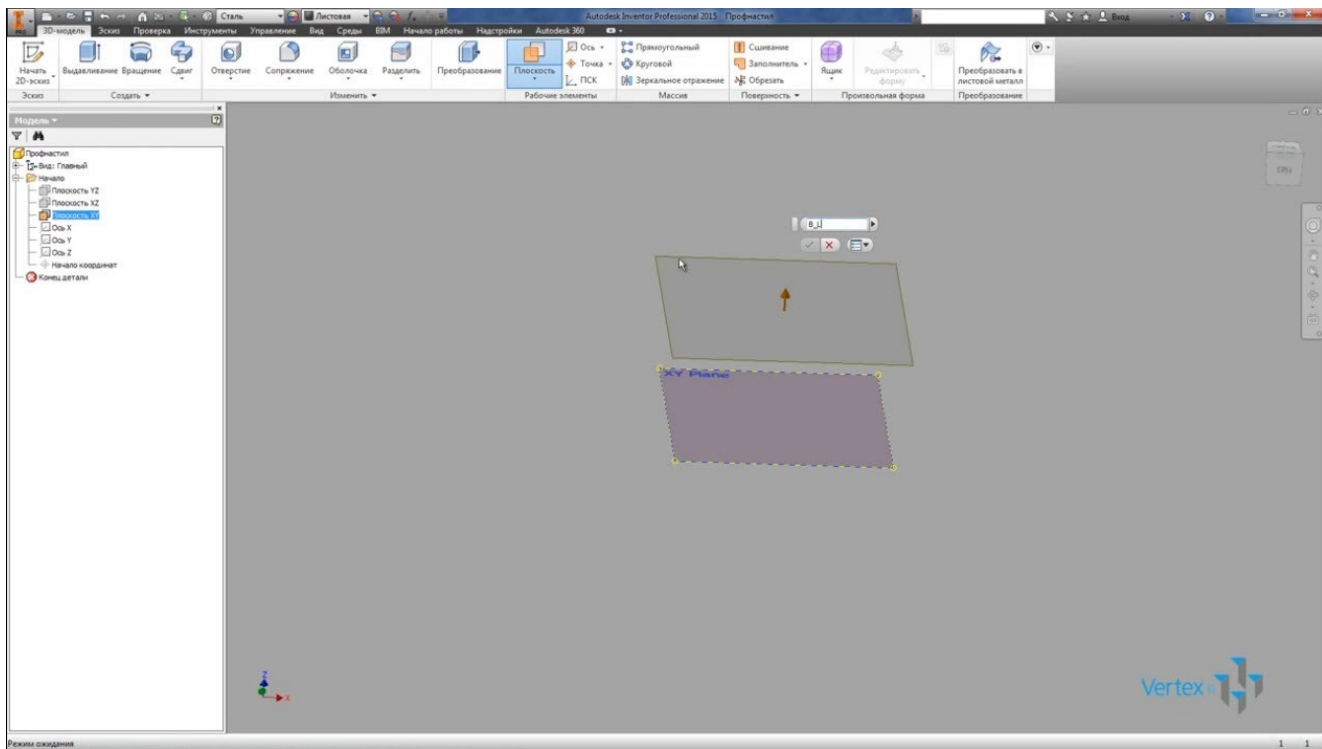 Сталь
Листовая
Autodesk Inventor Professional 2015 Профнастил
Вход
PRO 3D-модель Эскиз Проверка Инструменты Управление Вид Среды BIM Начало работы Надстройки Autodesk 360
Начать 2D-эскиз
Выдавливание Вращение Сдвиг
Отверстие Сопряжение Оболочка Разделить Преобразование
Плоскость
Ось
Точка
ПСК
Прямоугольный
Круговой
Зеркальное отражение
Сшивание
Заполнитель
Обрезать
Ящик
Редактировать форму
Преобразовать в листовой металл
Эскиз Создать Изменить Рабочие элементы Массив Поверхность Произвольная форма Преобразование
Модель
Профнастил
Вид: Главный
Начало
Плоскость YZ
Плоскость XZ
Плоскость XY
Ось X
Ось Y
Ось Z
Начало координат
Конец детали
B_L
XY Plane
Z
X
Vertex
Режим ожидания
1 1